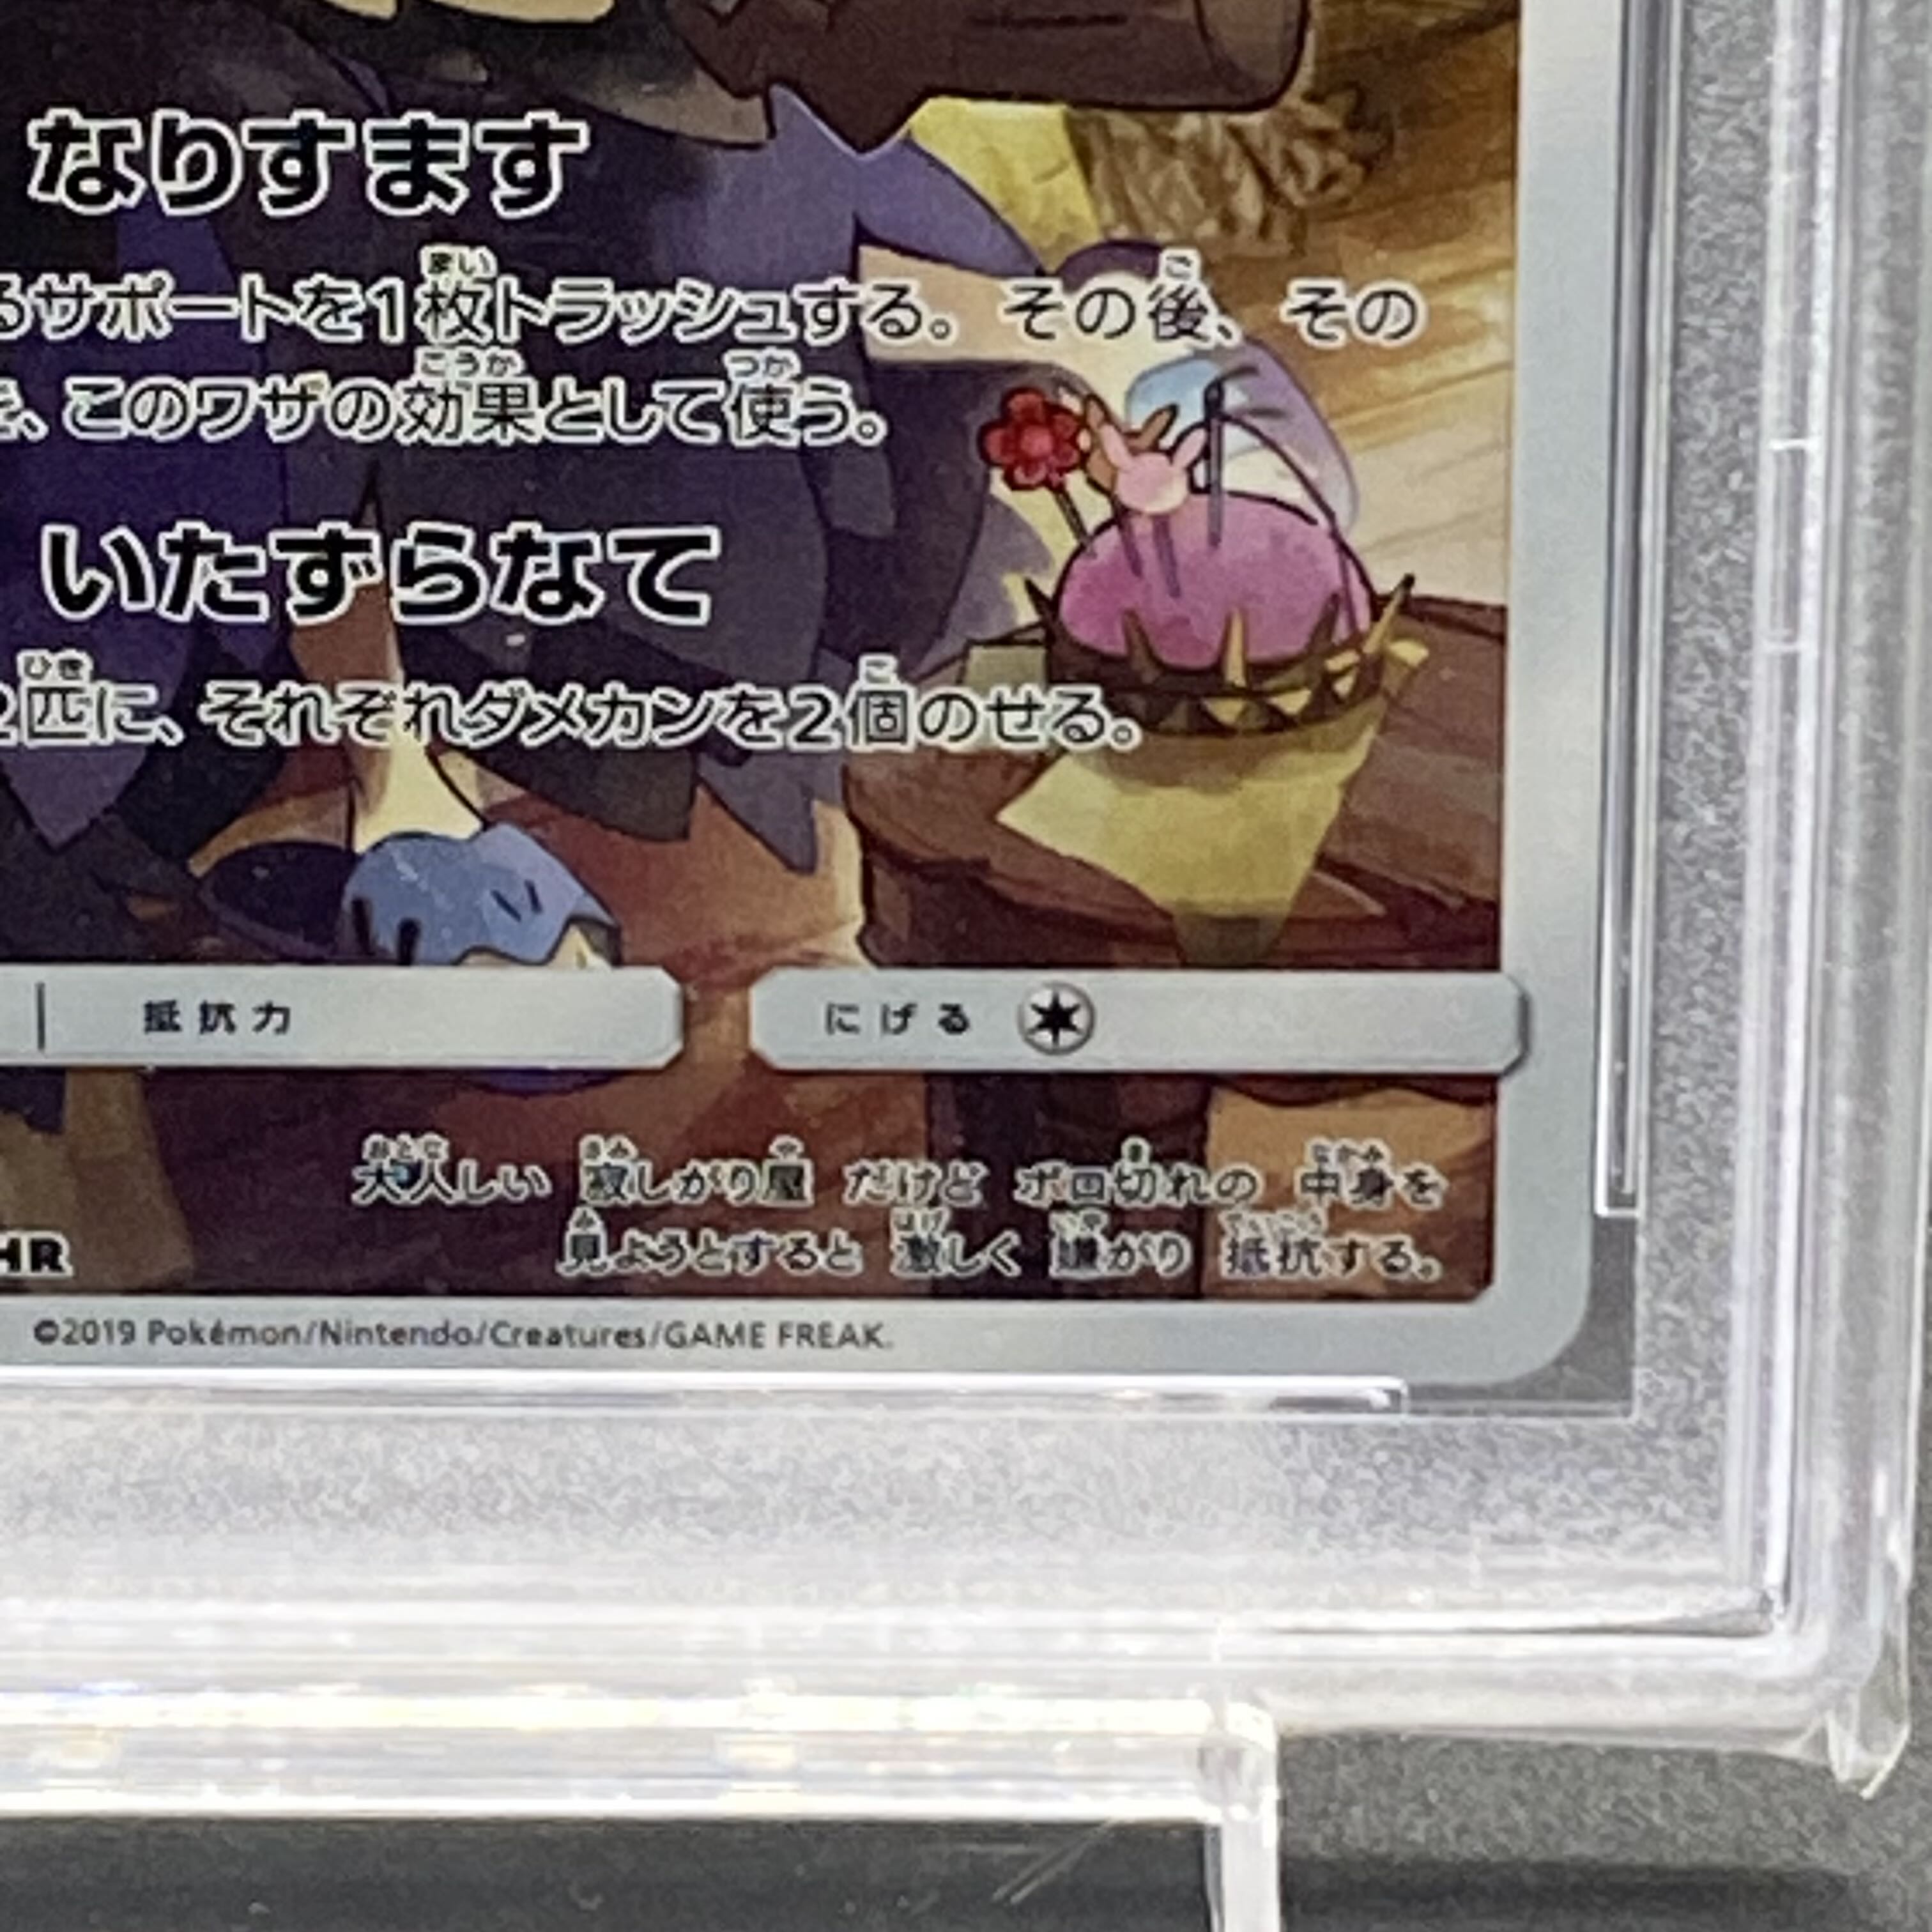 なりすます
るサポートを1枚トラッシュする。その後、その
、このワザの効果として使う。
いたずらなて
2匹に、それぞれダメカンを2個のせる。
抵抗力
にげる
大人しい 寂しがり屋 だけど ボロ切れの 中身を
見ようとすると 激しく 嫌がり 抵抗する。
HR
©2019 Pokémon/Nintendo/Creatures/GAME FREAK.